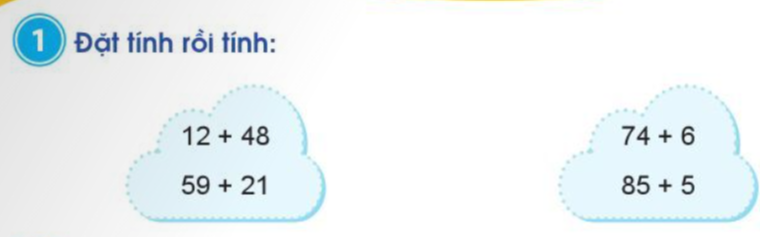 1 Đặt tính rồi tính:
12 + 48
59 + 21
74 + 6
85 + 5